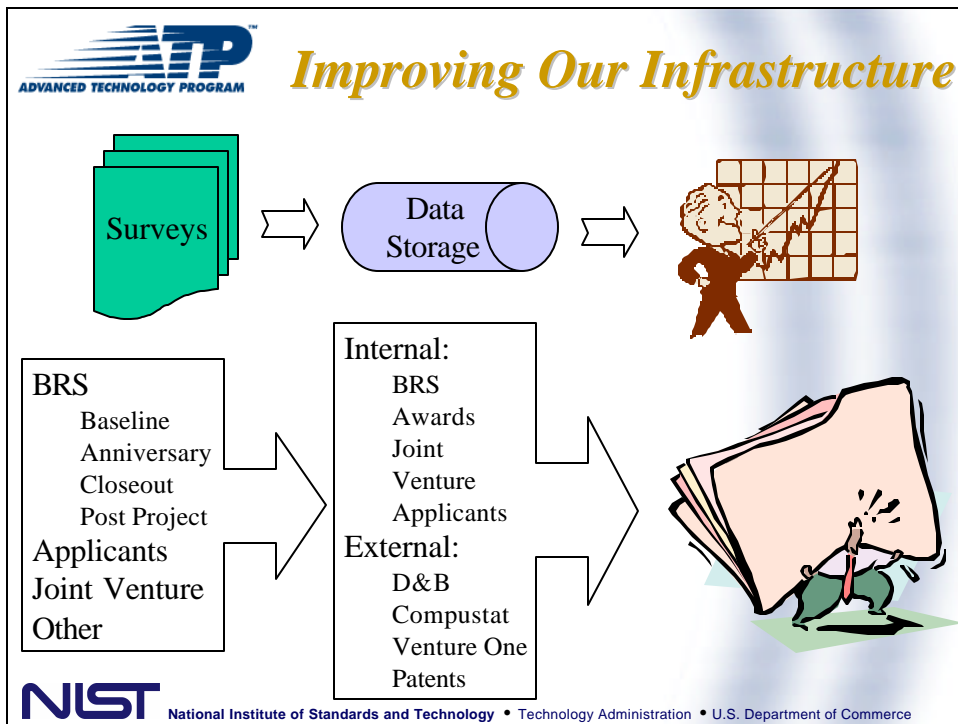 ATP™
ADVANCED TECHNOLOGY PROGRAM
Improving Our Infrastructure
Surveys
Data
Storage
BRS
Baseline
Anniversary
Closeout
Post Project
Applicants
Joint Venture
Other
Internal:
BRS
Awards
Joint
Venture
Applicants
External:
D&B
Compustat
Venture One
Patents
NIST National Institute of Standards and Technology • Technology Administration • U.S. Department of Commerce